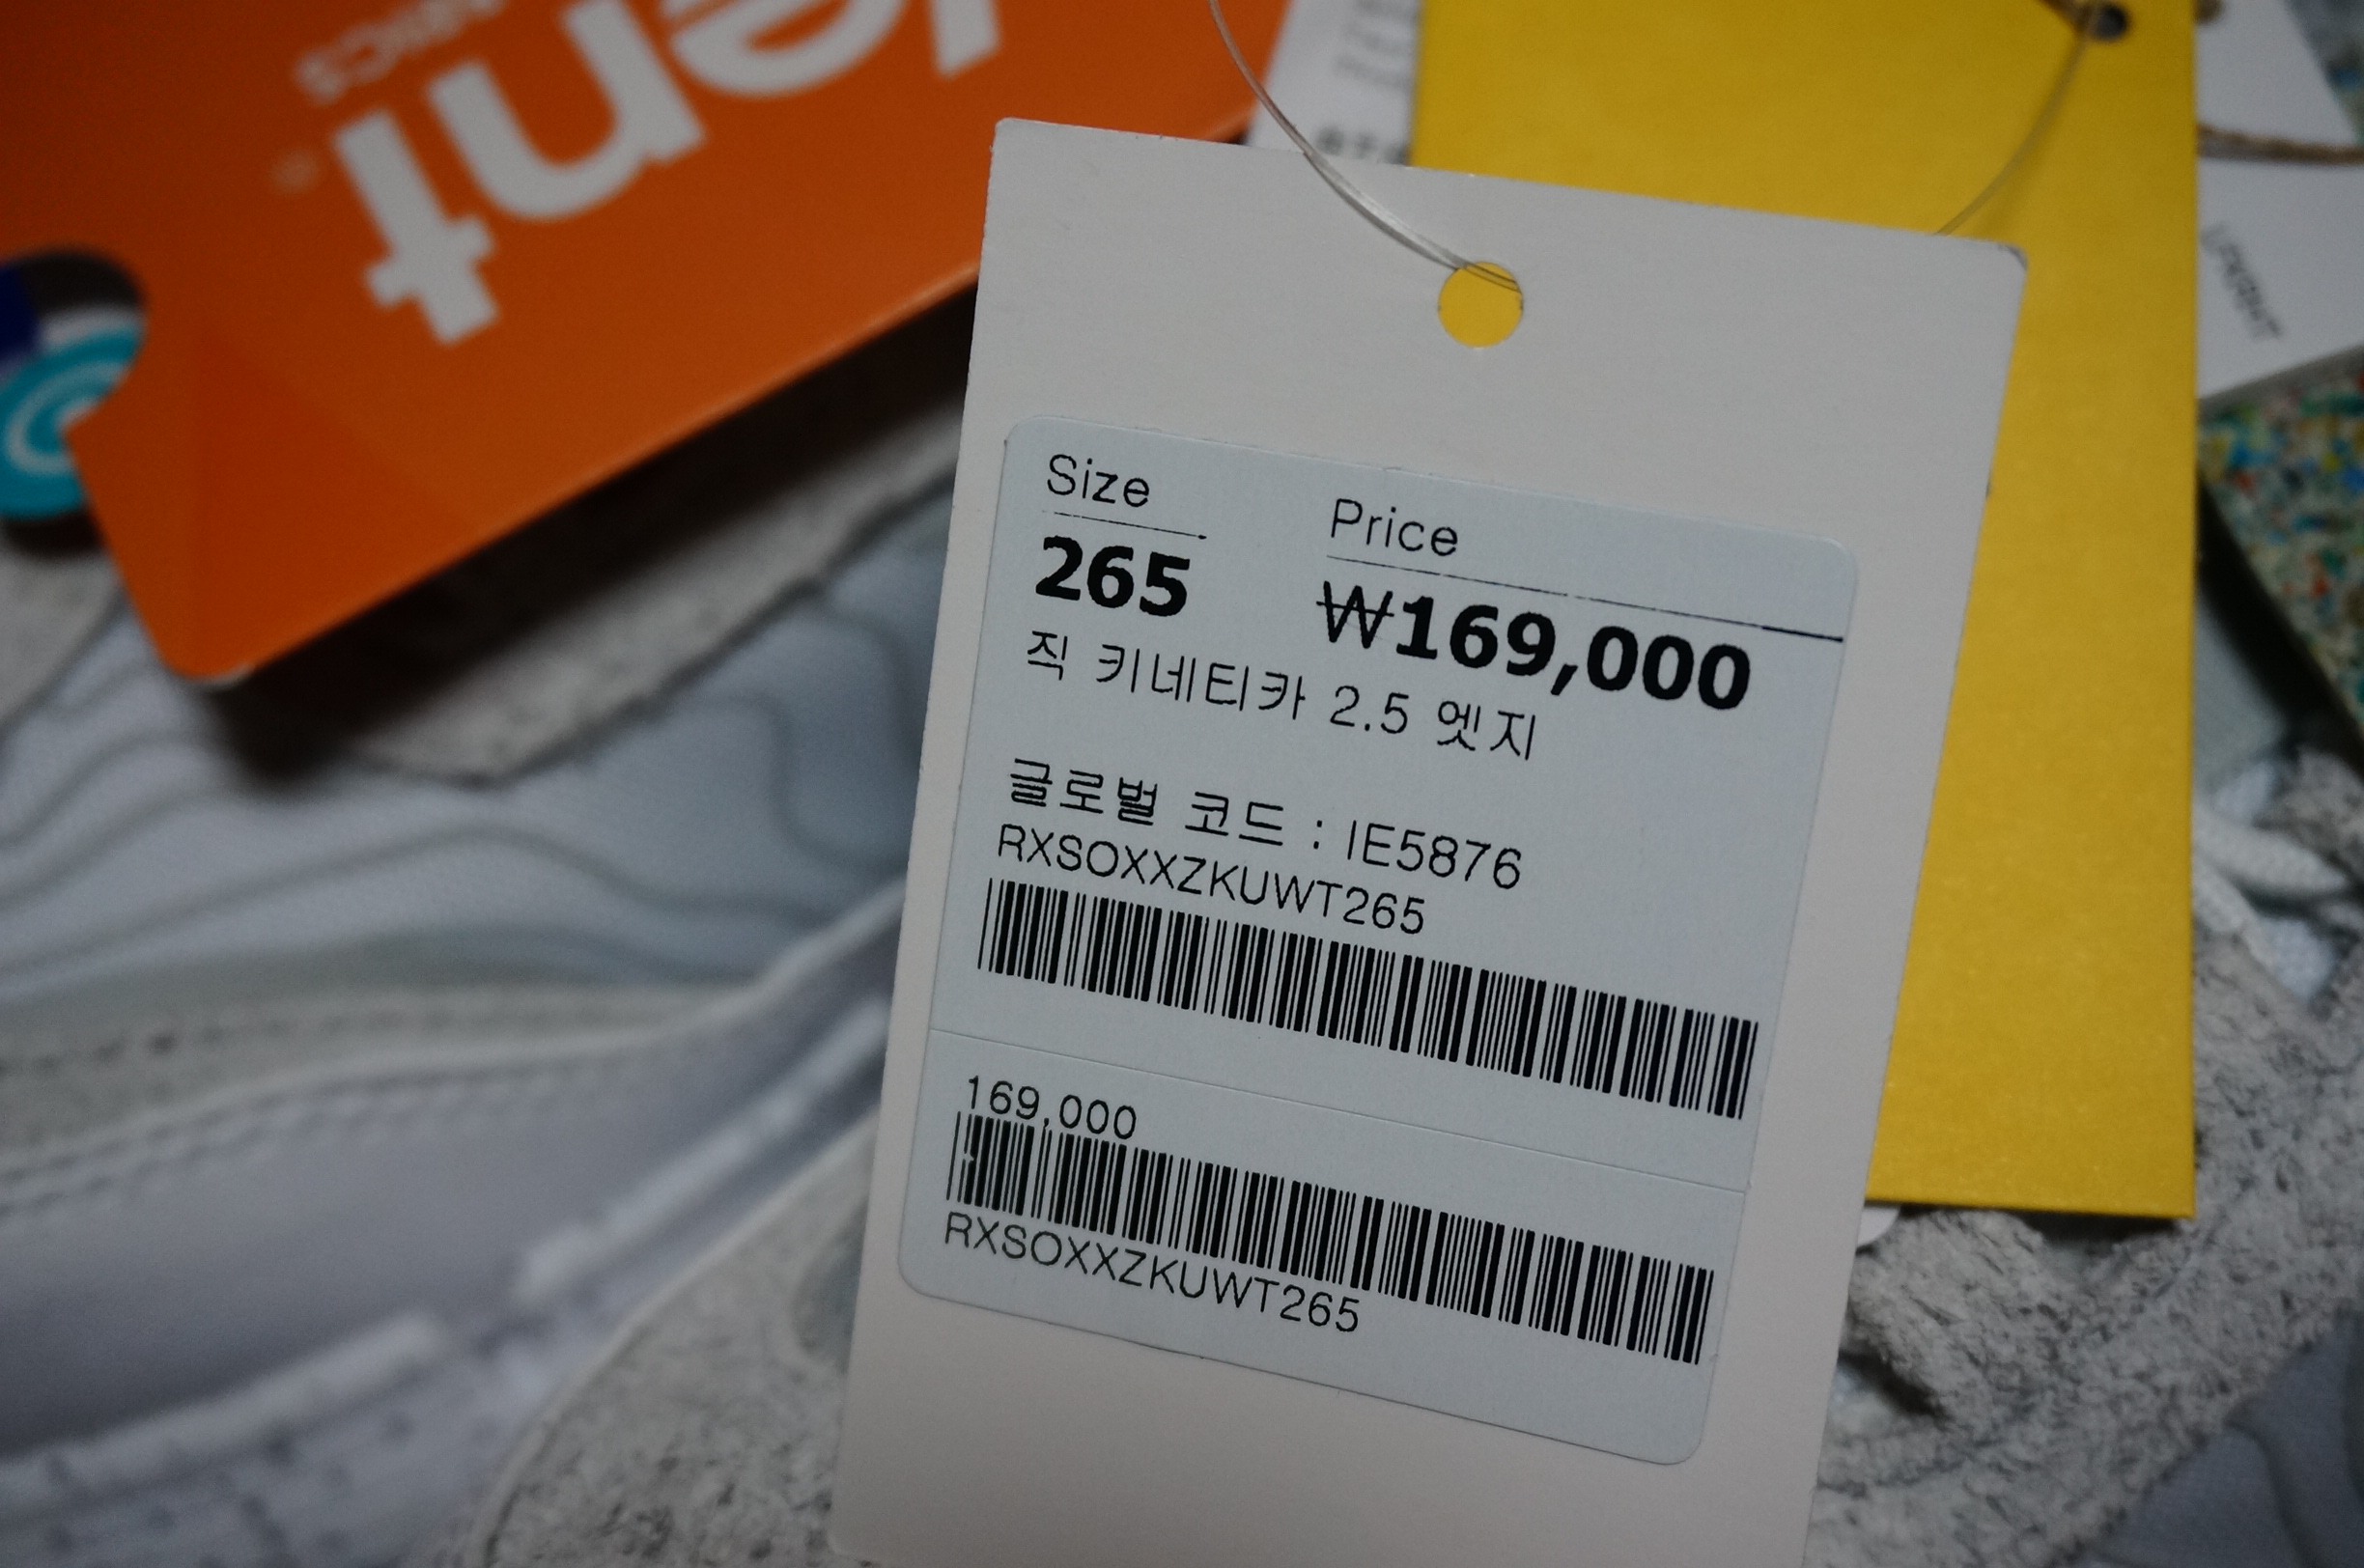 Size
Price
265
₩169,000
직 키네티카 2.5 엣지
글로벌 코드 : IE5876
RXSOXXZKUWT265
169,000
RXSOXXZKUWT265